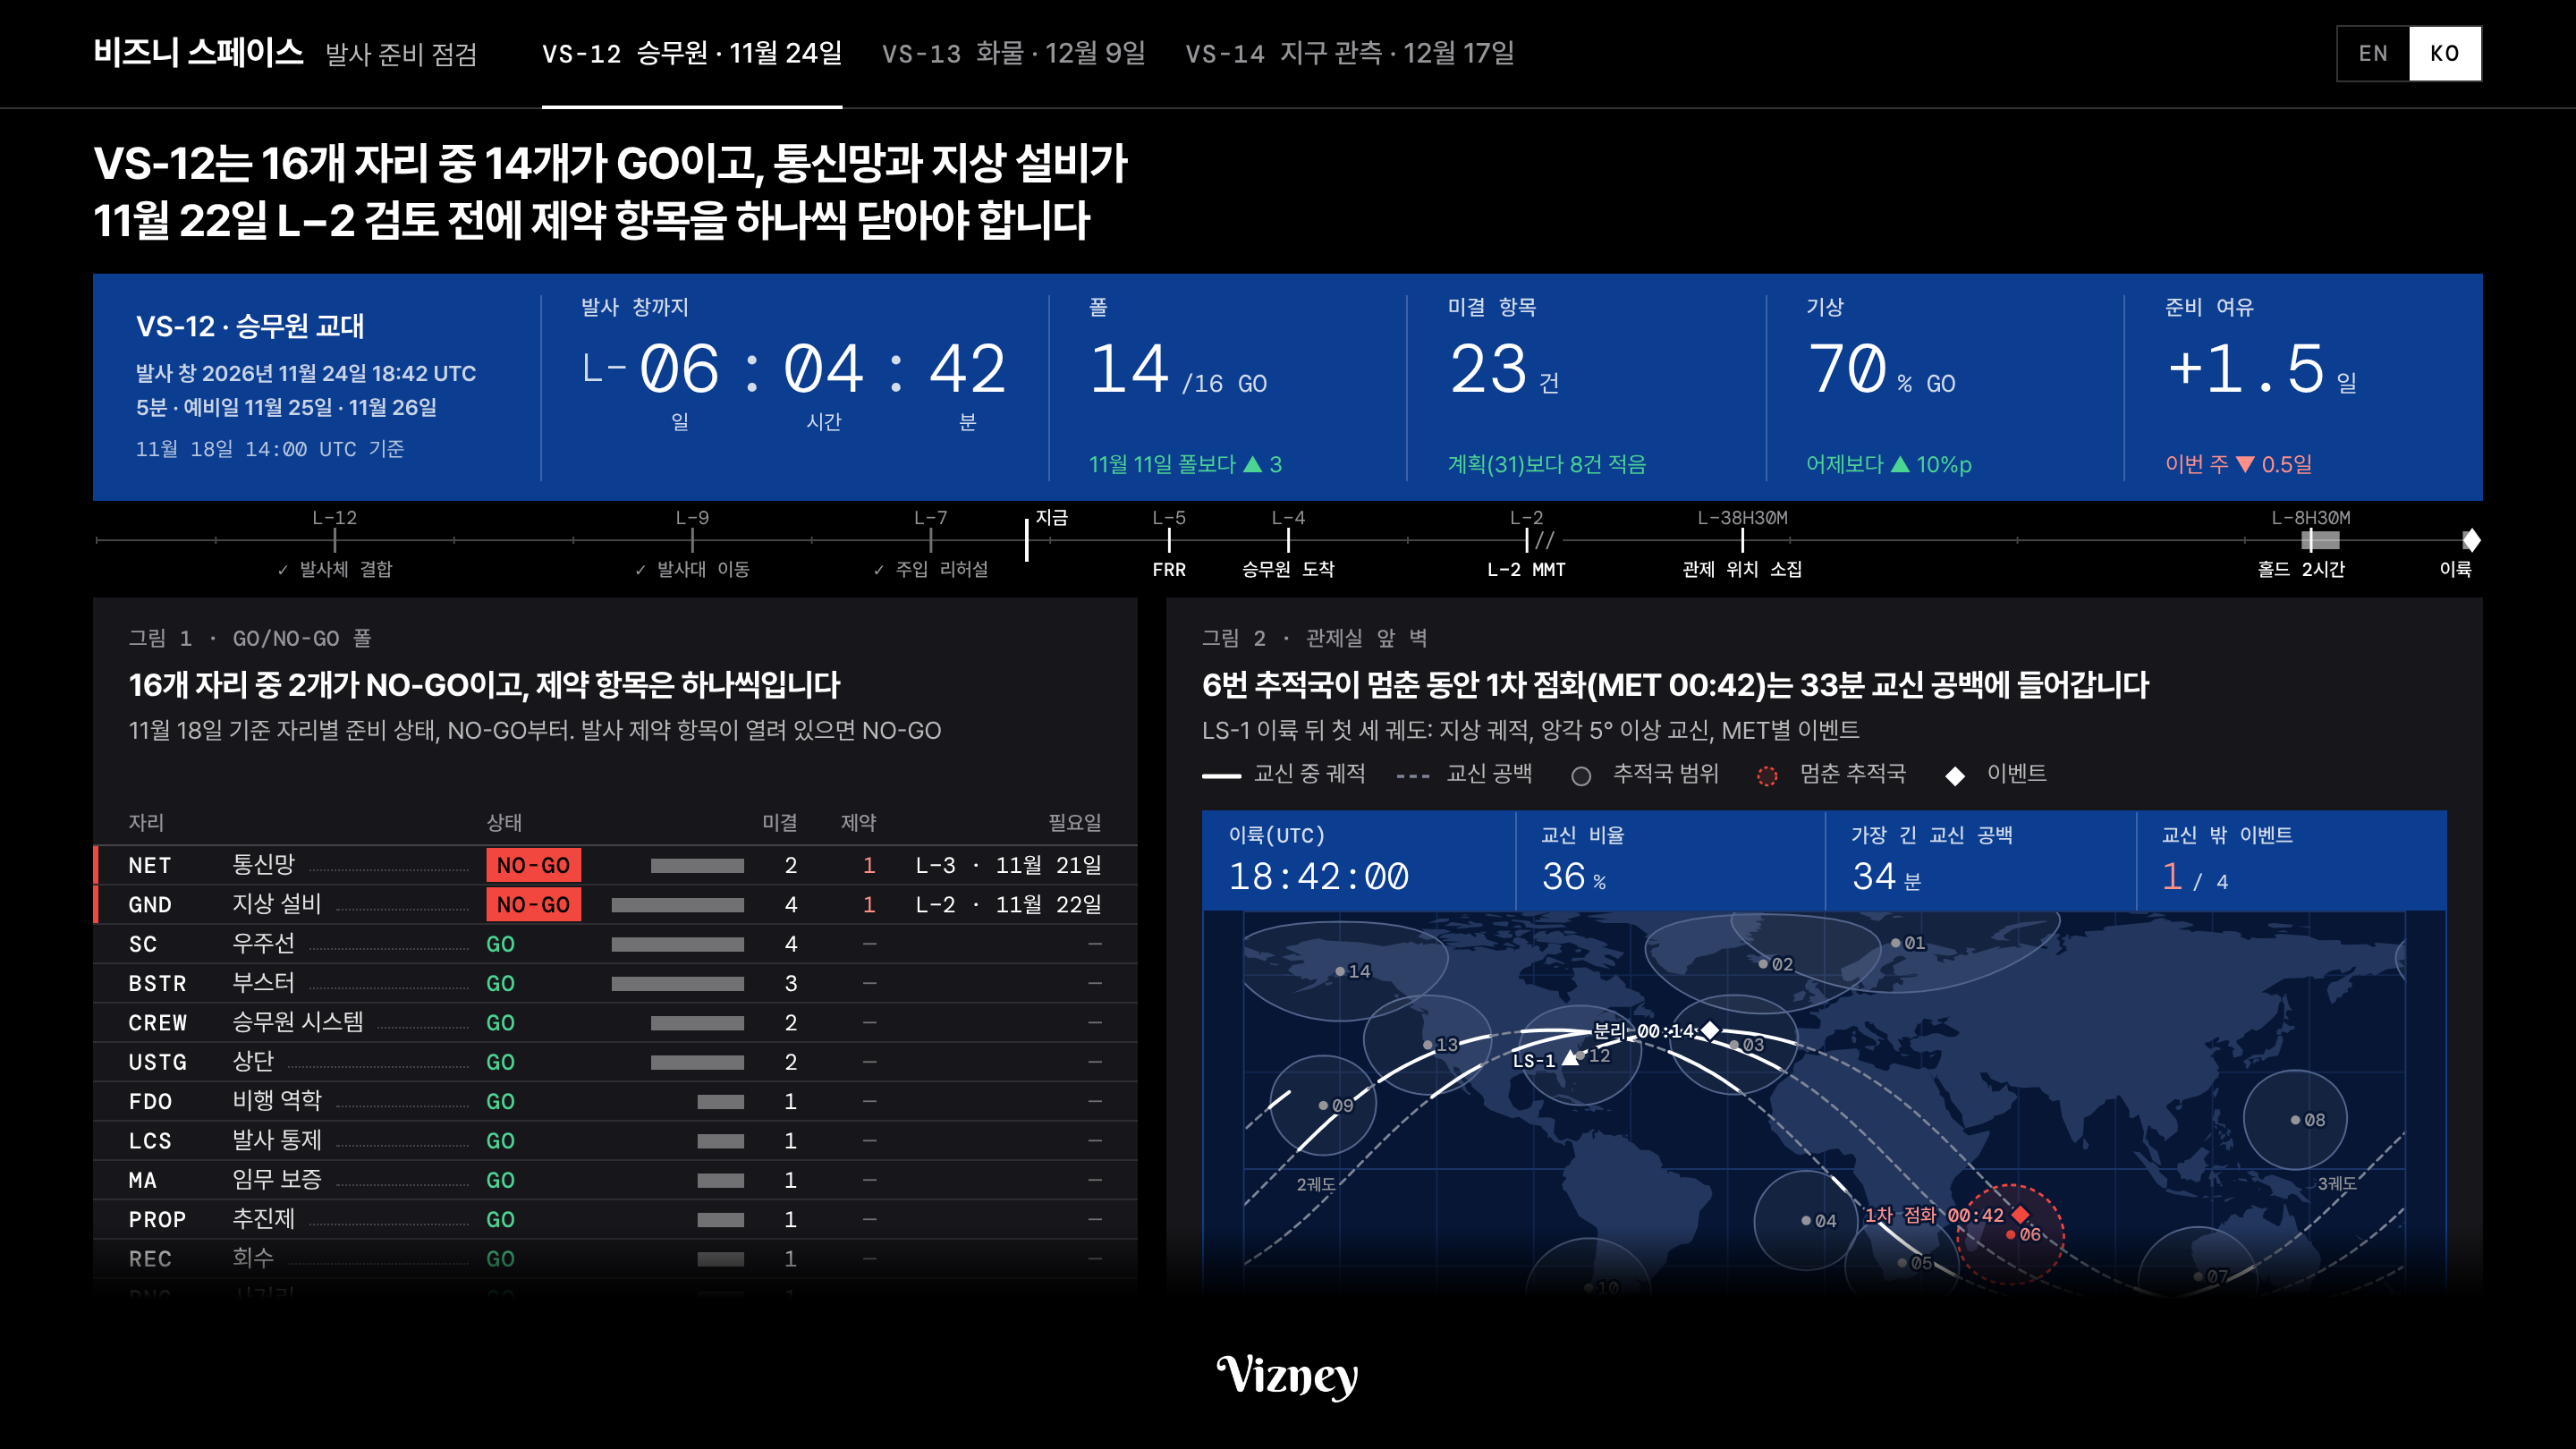 비즈니 스페이스 발사 준비 점검 VS-12 승무원 · 11월 24일 VS-13 화물 · 12월 9일 VS-14 지구 관측 · 12월 17일 EN KO
VS-12는 16개 자리 중 14개가 GO이고, 통신망과 지상 설비가
11월 22일 L−2 검토 전에 제약 항목을 하나씩 닫아야 합니다
VS-12 · 승무원 교대
발사 창 2026년 11월 24일 18:42 UTC
5분 · 예비일 11월 25일 · 11월 26일
11월 18일 14:00 UTC 기준
발사 창까지
L− 06 : 04 : 42
일 시간 분
폴
14 /16 GO
11월 11일 폴보다 ▲ 3
미결 항목
23 건
계획(31)보다 8건 적음
기상
70 % GO
어제보다 ▲ 10%p
준비 여유
+1.5 일
이번 주 ▼ 0.5일
L−12 L−9 L−7 지금 L−5 L−4 L−2 // L−38H30M L−8H30M
✓ 발사체 결합 ✓ 발사대 이동 ✓ 주입 리허설 FRR 승무원 도착 L−2 MMT 관제 위치 소집 홀드 2시간 이륙
그림 1 · GO/NO-GO 폴
16개 자리 중 2개가 NO-GO이고, 제약 항목은 하나씩입니다
11월 18일 기준 자리별 준비 상태, NO-GO부터. 발사 제약 항목이 열려 있으면 NO-GO
자리 상태 미결 제약 필요일
NET 통신망 NO-GO 2 1 L−3 · 11월 21일
GND 지상 설비 NO-GO 4 1 L−2 · 11월 22일
SC 우주선 GO 4 — —
BSTR 부스터 GO 3 — —
CREW 승무원 시스템 GO 2 — —
USTG 상단 GO 2 — —
FDO 비행 역학 GO 1 — —
LCS 발사 통제 GO 1 — —
MA 임무 보증 GO 1 — —
PROP 추진제 GO 1 — —
REC 회수 GO 1 — —
그림 2 · 관제실 앞 벽
6번 추적국이 멈춘 동안 1차 점화(MET 00:42)는 33분 교신 공백에 들어갑니다
LS-1 이륙 뒤 첫 세 궤도: 지상 궤적, 앙각 5° 이상 교신, MET별 이벤트
교신 중 궤적 교신 공백 추적국 범위 멈춘 추적국 이벤트
이륙(UTC)
18:42:00
교신 비율
36 %
가장 긴 교신 공백
34 분
교신 밖 이벤트
1 / 4
01
02
14
분리 00:14
13
03
LS-1
12
09
08
2궤도
3궤도
1차 점화 00:42
04
06
05
07
10
Vizney